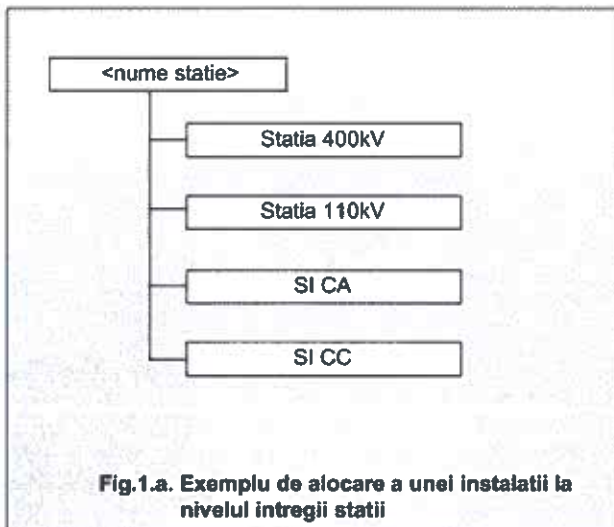 <nume statie>
Statia 400kV
Statia 110kV
SI CA
SI CC
Fig.1.a. Exemplu de alocare a unei instalatii la
nivelul intregii statii